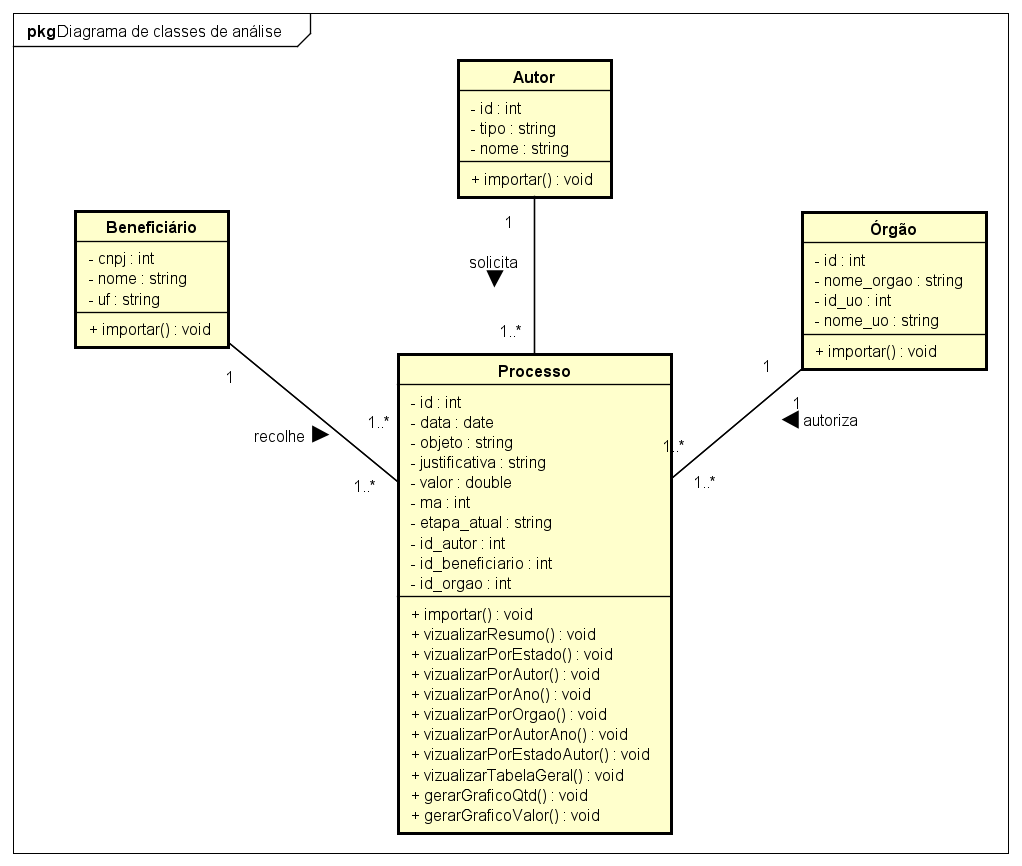 pkg Diagrama de classes de análise
Autor
- id : int
- tipo : string
- nome : string
+ importar() : void
Beneficiário
- cnpj : int
- nome : string
- uf : string
+ importar() : void
Órgão
- id : int
- nome_orgao : string
- id_uo : int
- nome_uo : string
+ importar() : void
1
solicita
1..*
1
1..*
recolhe
1..*
1
1
autoriza
1..*
1..*
Processo
- id : int
- data : date
- objeto : string
- justificativa : string
- valor : double
- ma : int
- etapa_atual : string
- id_autor : int
- id_beneficiario : int
- id_orgao : int
+ importar() : void
+ vizualizarResumo() : void
+ vizualizarPorEstado() : void
+ vizualizarPorAutor() : void
+ vizualizarPorAno() : void
+ vizualizarPorOrgao() : void
+ vizualizarPorAutorAno() : void
+ vizualizarPorEstadoAutor() : void
+ vizualizarTabelaGeral() : void
+ gerarGraficoQtd() : void
+ gerarGraficoValor() : void